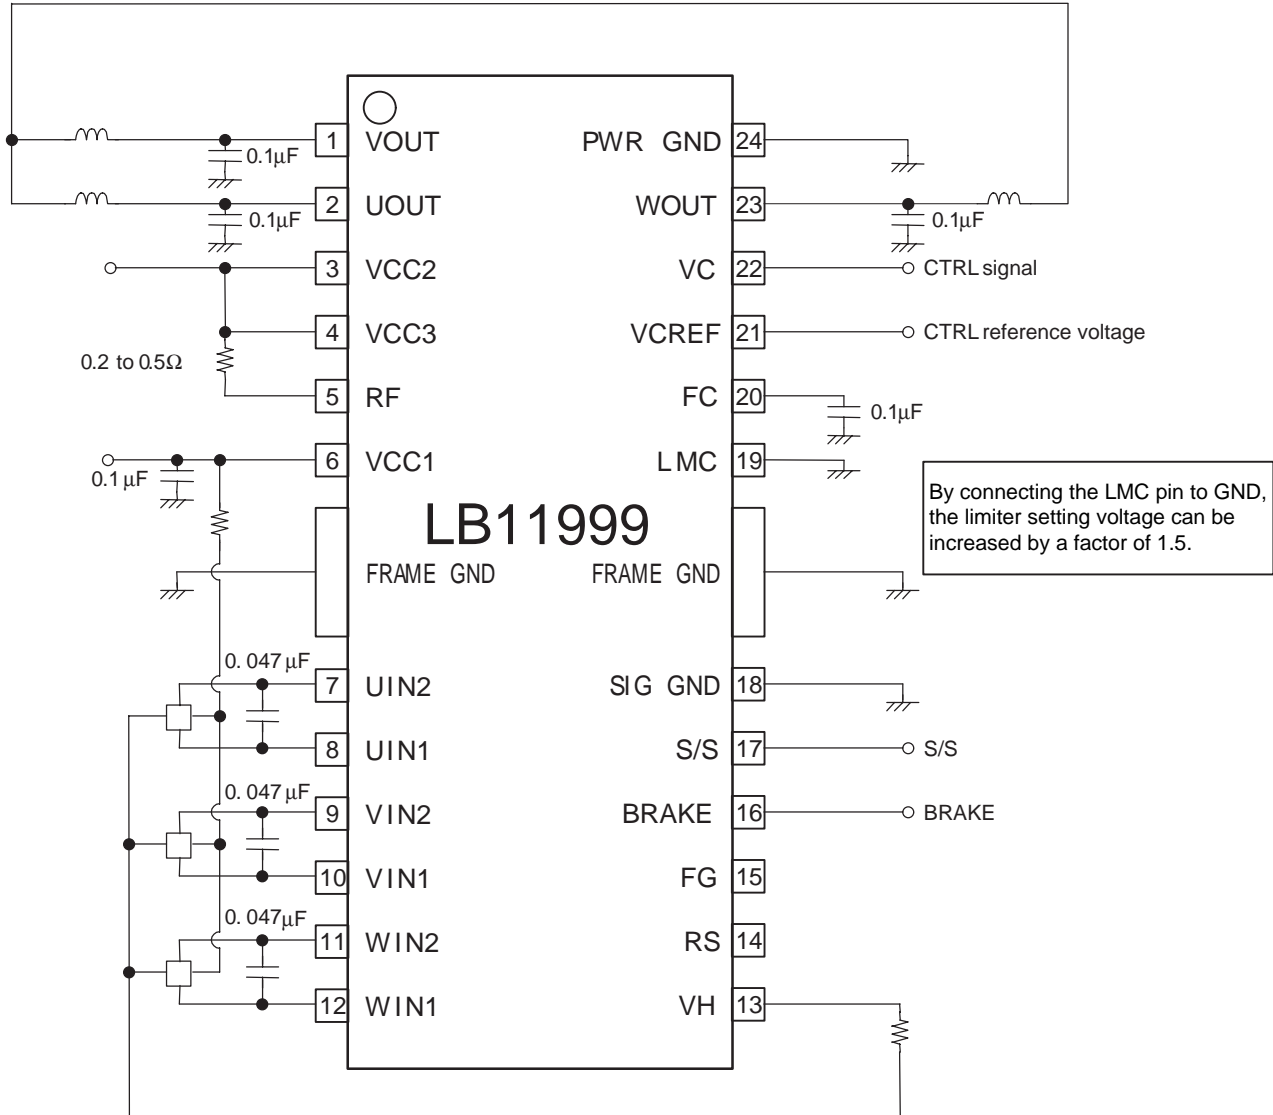 1 VOUT
PWR GND 24
0.1µF
2 UOUT
WOUT 23
0.1µF
0.1µF
3 VCC2
VC 22
CTRL signal
4 VCC3
VCREF 21
CTRL reference voltage
0.2 to 0.5Ω
5 RF
FC 20
0.1µF
6 VCC1
LMC 19
0.1 µF
By connecting the LMC pin to GND,
the limiter setting voltage can be
increased by a factor of 1.5.
LB11999
FRAME GND
FRAME GND
0. 047 µF
7 UIN2
SIG GND 18
8 UIN1
S/S 17
S/S
0. 047 µF
9 VIN2
BRAKE 16
BRAKE
10 VIN1
FG 15
0. 047µF
11 WIN2
RS 14
12 WIN1
VH 13